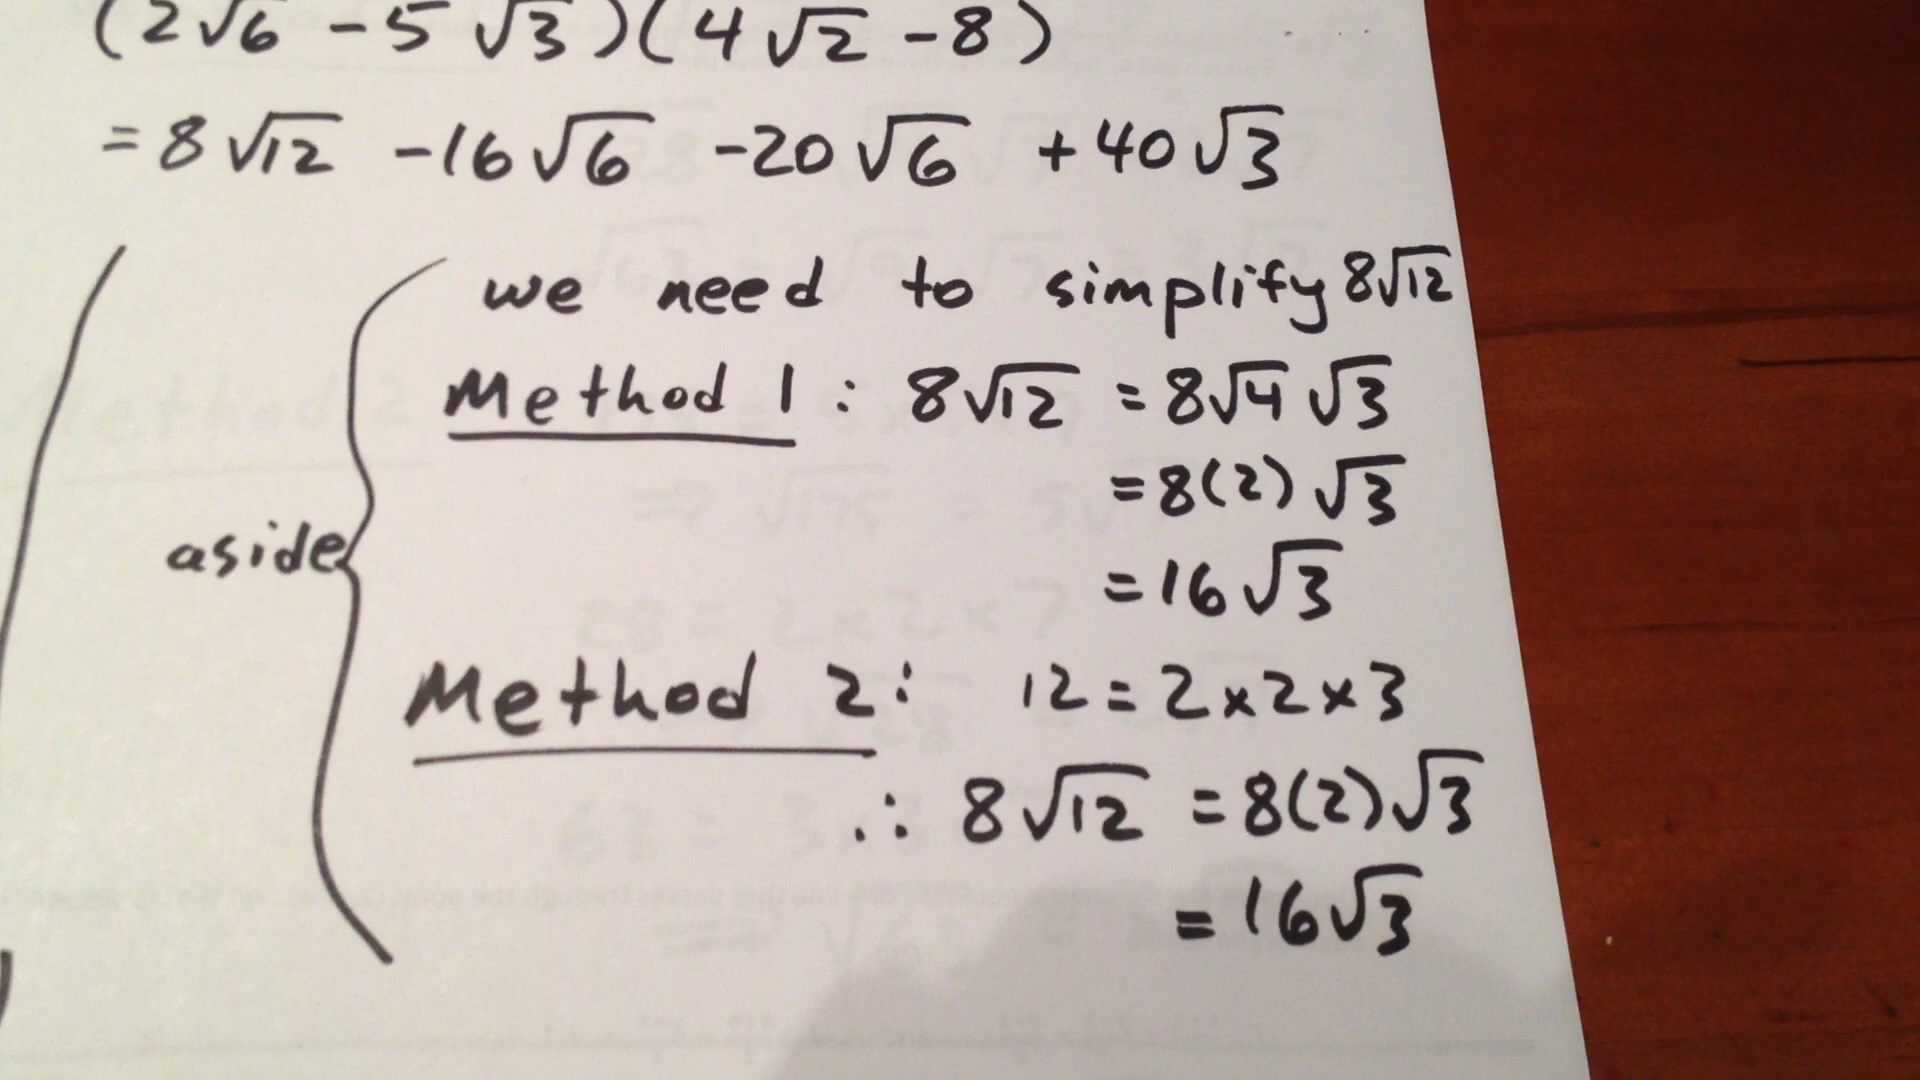 (2√6 - 5√3)(4√2 - 8)
= 8√12 - 16√6 - 20√6 + 40√3
we need to simplify 8√12
Method 1 : 8√12 = 8√4 √3
= 8(2) √3
aside
= 16√3
Method 2: 12 = 2 x 2 x 3
∴ 8√12 = 8(2)√3
= 16√3